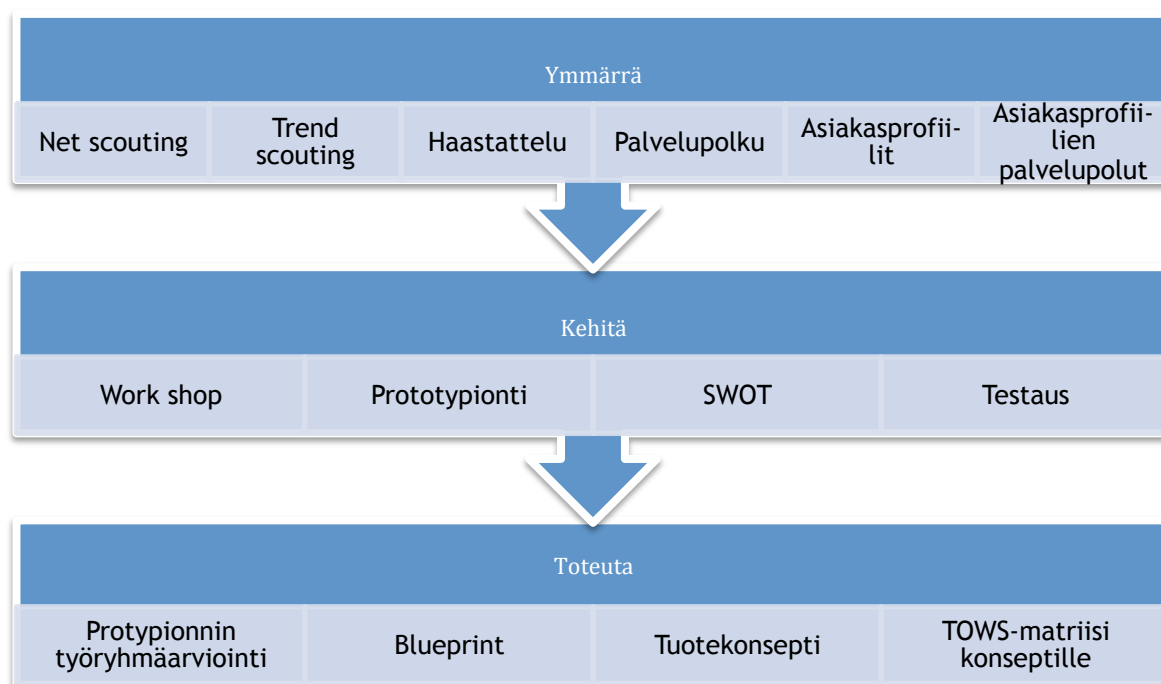 Ymmärrä
Net scouting
Trend
scouting
Haastattelu
Palvelupolku
Asiakasprofii-
lit
Asiakasprofii-
lien
palvelupolut
Kehitä
Work shop
Prototypionti
SWOT
Testaus
Toteuta
Protypionnin
työryhmäarviointi
Blueprint
Tuotekonsepti
TOWS-matriisi
konseptille